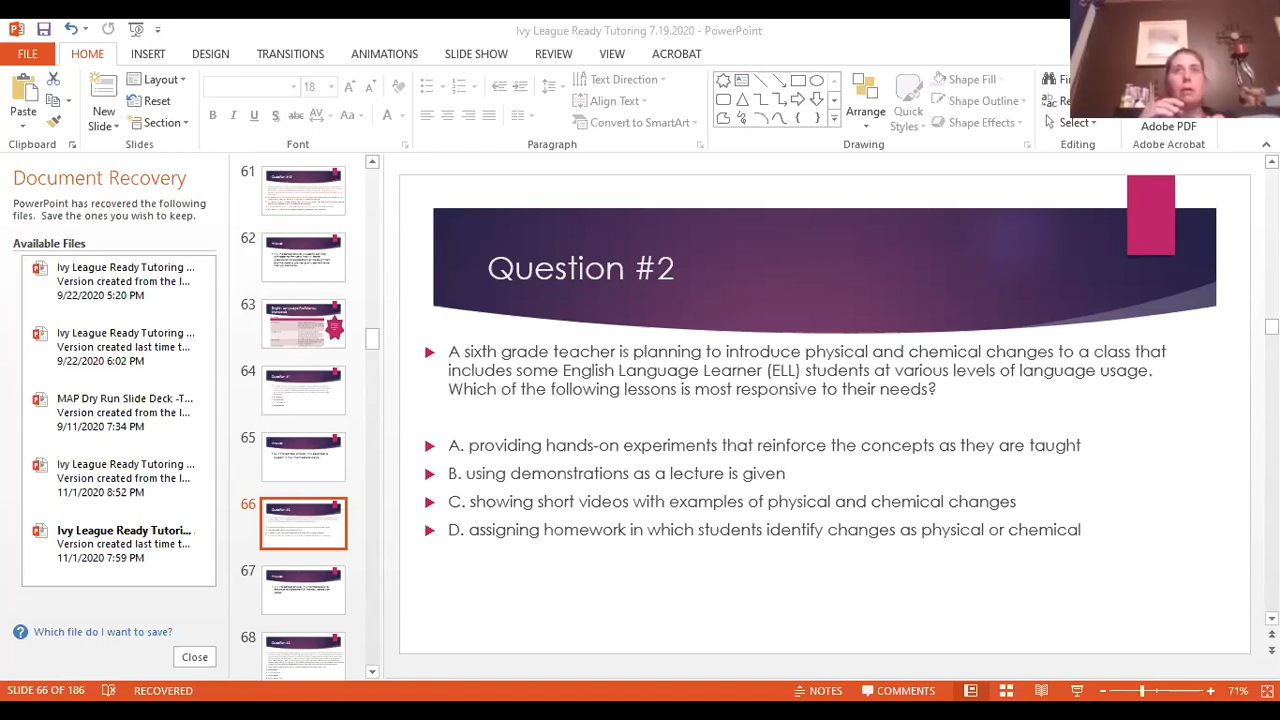 Ivy League Ready Tutoring 7.19.2020 - PowerPoint
FILE HOME INSERT DESIGN TRANSITIONS ANIMATIONS SLIDE SHOW REVIEW VIEW ACROBAT
Paste
New Slide
Layout
Reset
Section
18
Text Direction
Align Text
Convert to SmartArt
Arrange
Quick Styles
Shape Fill
Shape Outline
Shape Effects
Select
Adobe PDF
Clipboard Slides Font Paragraph Drawing Editing Adobe Acrobat
Document Recovery
PowerPoint has recovered the following
files. Save the ones you wish to keep.
Available Files
Ivy League Ready Tutoring ...
Version created from the l...
9/22/2020 5:20 PM
Ivy League Ready Tutoring ...
Version created last time t...
9/22/2020 6:02 PM
MAP Dry Run Slide Deck -T...
Version created from the l...
9/11/2020 7:34 PM
Ivy League Ready Tutoring ...
Version created from the l...
11/1/2020 8:52 PM
Ivy League Ready Tutori...
Version created last time t...
11/1/2020 7:59 PM
Which file do I want to save?
Close
61
62
63
64
65
66
67
68
Question #2
A sixth grade teacher is planning to introduce physical and chemical changes to a class that
includes some English Language Learner (ELL) students at various levels of language usage.
Which of the following lessons is most responsive to their needs?
A. providing hands-on experiments that reinforce the concepts as they are taught
B. using demonstrations as a lecture is given
C. showing short videos with examples of physical and chemical changes
D. assigning homework in which students identify changes as physical or chemical
SLIDE 66 OF 186 RECOVERED NOTES COMMENTS 71%